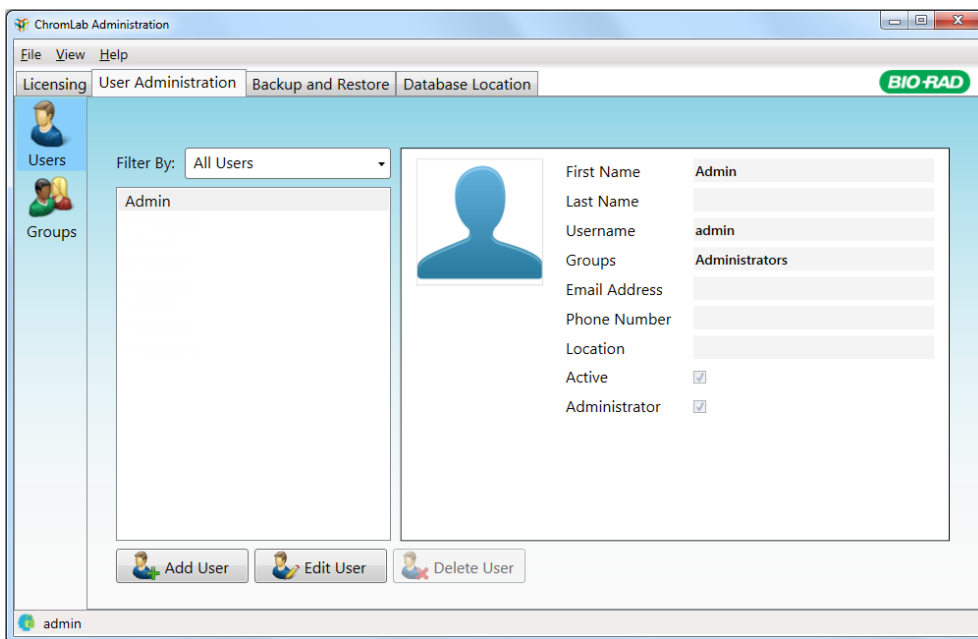 ChromLab Administration
File View Help
Licensing User Administration Backup and Restore Database Location BIO-RAD
Users
Groups
Filter By: All Users
Admin
First Name Admin
Last Name
Username admin
Groups Administrators
Email Address
Phone Number
Location
Active
Administrator
Add User Edit User Delete User
admin